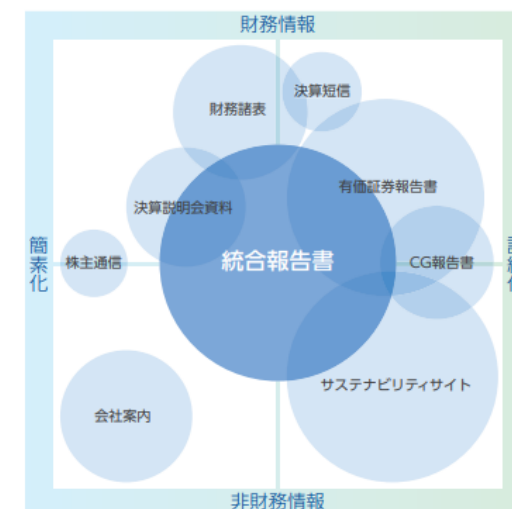 財務情報
決算短信
財務諸表
有価証券報告書
決算説明会資料
簡素化
株主通信
統合報告書
CG報告書
サステナビリティサイト
会社案内
非財務情報